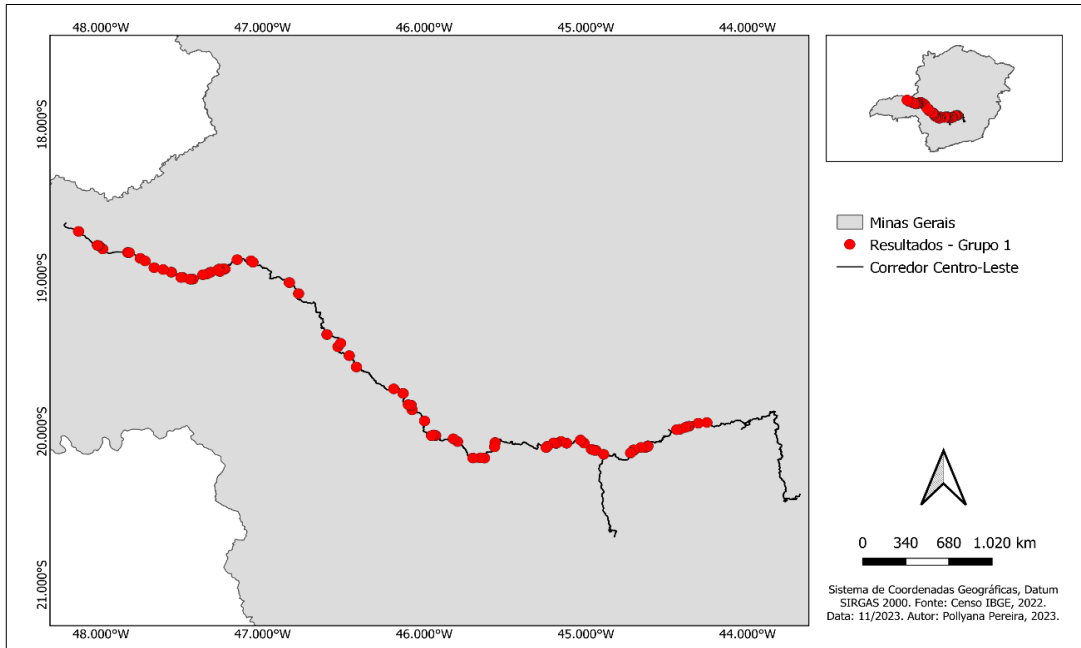 48.000°W 47.000°W 46.000°W 45.000°W 44.000°W
18.000°S
19.000°S
20.000°S
21.000°S
48.000°W 47.000°W 46.000°W 45.000°W 44.000°W
Minas Gerais
Resultados - Grupo 1
Corredor Centro-Leste
0 340 680 1.020 km
Sistema de Coordenadas Geográficas, Datum
SIRGAS 2000. Fonte: Censo IBGE, 2022.
Data: 11/2023. Autor: Pollyana Pereira, 2023.